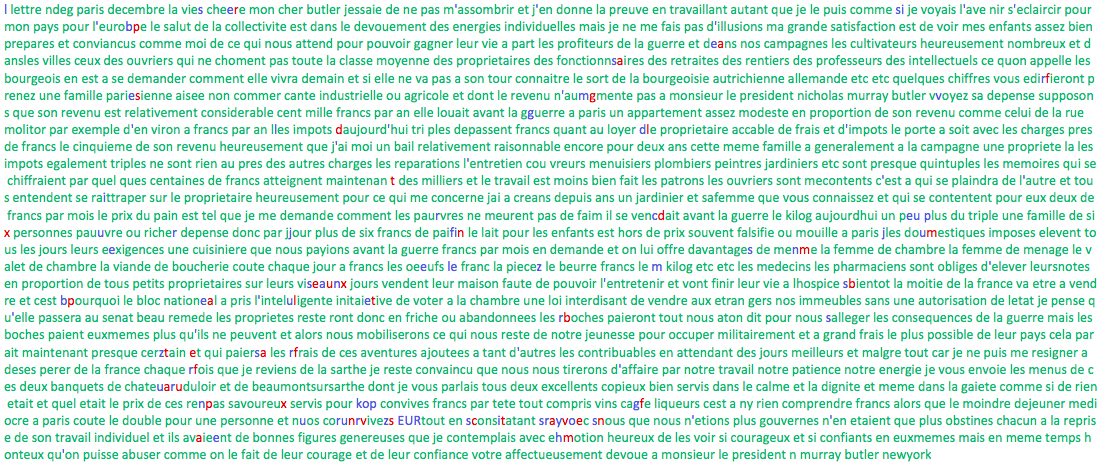 l lettre ndeg paris decembre la vies cheere mon cher butler jessaie de ne pas m'assombrir et j'en donne la preuve en travaillant autant que je le puis comme si je voyais l'ave nir s'eclaircir pour
mon pays pour l'eurobpe le salut de la collectivite est dans le devouement des energies individuelles mais je ne me fais pas d'illusions ma grande satisfaction est de voir mes enfants assez bien
prepares et conviancus comme moi de ce qui nous attend pour pouvoir gagner leur vie a part les profiteurs de la guerre et deans nos campagnes les cultivateurs heureusement nombreux et d
ansles villes ceux des ouvriers qui ne choment pas toute la classe moyenne des proprietaires des fonctionnsaires des retraites des rentiers des professeurs des intellectuels ce quon appelle les
bourgeois en est a se demander comment elle vivra demain et si elle ne va pas a son tour connaitre le sort de la bourgeoisie autrichienne allemande etc etc quelques chiffres vous edirfieront p
renez une famille pariesienne aisee non commer cante industrielle ou agricole et dont le revenu n'aumgmente pas a monsieur le president nicholas murray butler vvoyez sa depense supposon
s que son revenu est relativement considerable cent mille francs par an elle louait avant la gguerre a paris un appartement assez modeste en proportion de son revenu comme celui de la rue
molitor par exemple d'en viron a francs par an lles impots daujourd'hui tri ples depassent francs quant au loyer dle proprietaire accable de frais et d'impots le porte a soit avec les charges pres
de francs le cinquieme de son revenu heureusement que j'ai moi un bail relativement raisonnable encore pour deux ans cette meme famille a generalement a la campagne une propriete la les
impots egalement triples ne sont rien au pres des autres charges les reparations l'entretien cou vreurs menuisiers plombiers peintres jardiniers etc sont presque quintuples les memoires qui se
chiffraient par quel ques centaines de francs atteignent maintenan t des milliers et le travail est moins bien fait les patrons les ouvriers sont mecontents c'est a qui se plaindra de l'autre et tou
s entendent se raittraper sur le proprietaire heureusement pour ce qui me concerne jai a creans depuis ans un jardinier et safemme que vous connaissez et qui se contentent pour eux deux de
francs par mois le prix du pain est tel que je me demande comment les paurvres ne meurent pas de faim il se vencdait avant la guerre le kilog aujourdhui un peu plus du triple une famille de si
x personnes pauuvre ou richer depense donc par jjour plus de six francs de paifin le lait pour les enfants est hors de prix souvent falsifie ou mouille a paris jles doumestiques imposes elevent to
us les jours leurs eexigences une cuisiniere que nous payions avant la guerre francs par mois en demande et on lui offre davantages de menme la femme de chambre la femme de menage le v
alet de chambre la viande de boucherie coute chaque jour a francs les oeeufs le franc la piecez le beurre francs le m kilog etc etc les medecins les pharmaciens sont obliges d'elever leursnotes
en proportion de tous petits proprietaires sur leurs viseaunx jours vendent leur maison faute de pouvoir l'entretenir et vont finir leur vie a lhospice sbientot la moitie de la france va etre a vend
re et cest bpourquoi le bloc nationeal a pris l'inteluligente initaietive de voter a la chambre une loi interdisant de vendre aux etran gers nos immeubles sans une autorisation de letat je pense q
u'elle passera au senat beau remede les proprietes reste ront donc en friche ou abandonnees les rboches paieront tout nous aton dit pour nous salleger les consequences de la guerre mais les
boches paient euxmemes plus qu'ils ne peuvent et alors nous mobiliserons ce qui nous reste de notre jeunesse pour occuper militairement et a grand frais le plus possible de leur pays cela par
ait maintenant presque cerztain et qui paiersa les rfrais de ces aventures ajoutees a tant d'autres les contribuables en attendant des jours meilleurs et malgre tout car je ne puis me resigner a
deses perer de la france chaque rfois que je reviens de la sarthe je reste convaincu que nous nous tirerons d'affaire par notre travail notre patience notre energie je vous envoie les menus de c
es deux banquets de chateuaruduloir et de beaumontsursarthe dont je vous parlais tous deux excellents copieux bien servis dans le calme et la dignite et meme dans la gaiete comme si de rien
etait et quel etait le prix de ces renpas savoureux servis pour kop convives francs par tete tout compris vins cagfe liqueurs cest a ny rien comprendre francs alors que le moindre dejeuner medi
ocre a paris coute le double pour une personne et nuos corunrvivezs EURtout en sconsitatant srayvoec snous que nous n'etions plus gouvernes n'en etaient que plus obstines chacun a la repris
e de son travail individuel et ils avaieent de bonnes figures genereuses que je contemplais avec ehmotion heureux de les voir si courageux et si confiants en euxmemes mais en meme temps h
onteux qu'on puisse abuser comme on le fait de leur courage et de leur confiance votre affectueusement devoue a monsieur le president n murray butler newyork